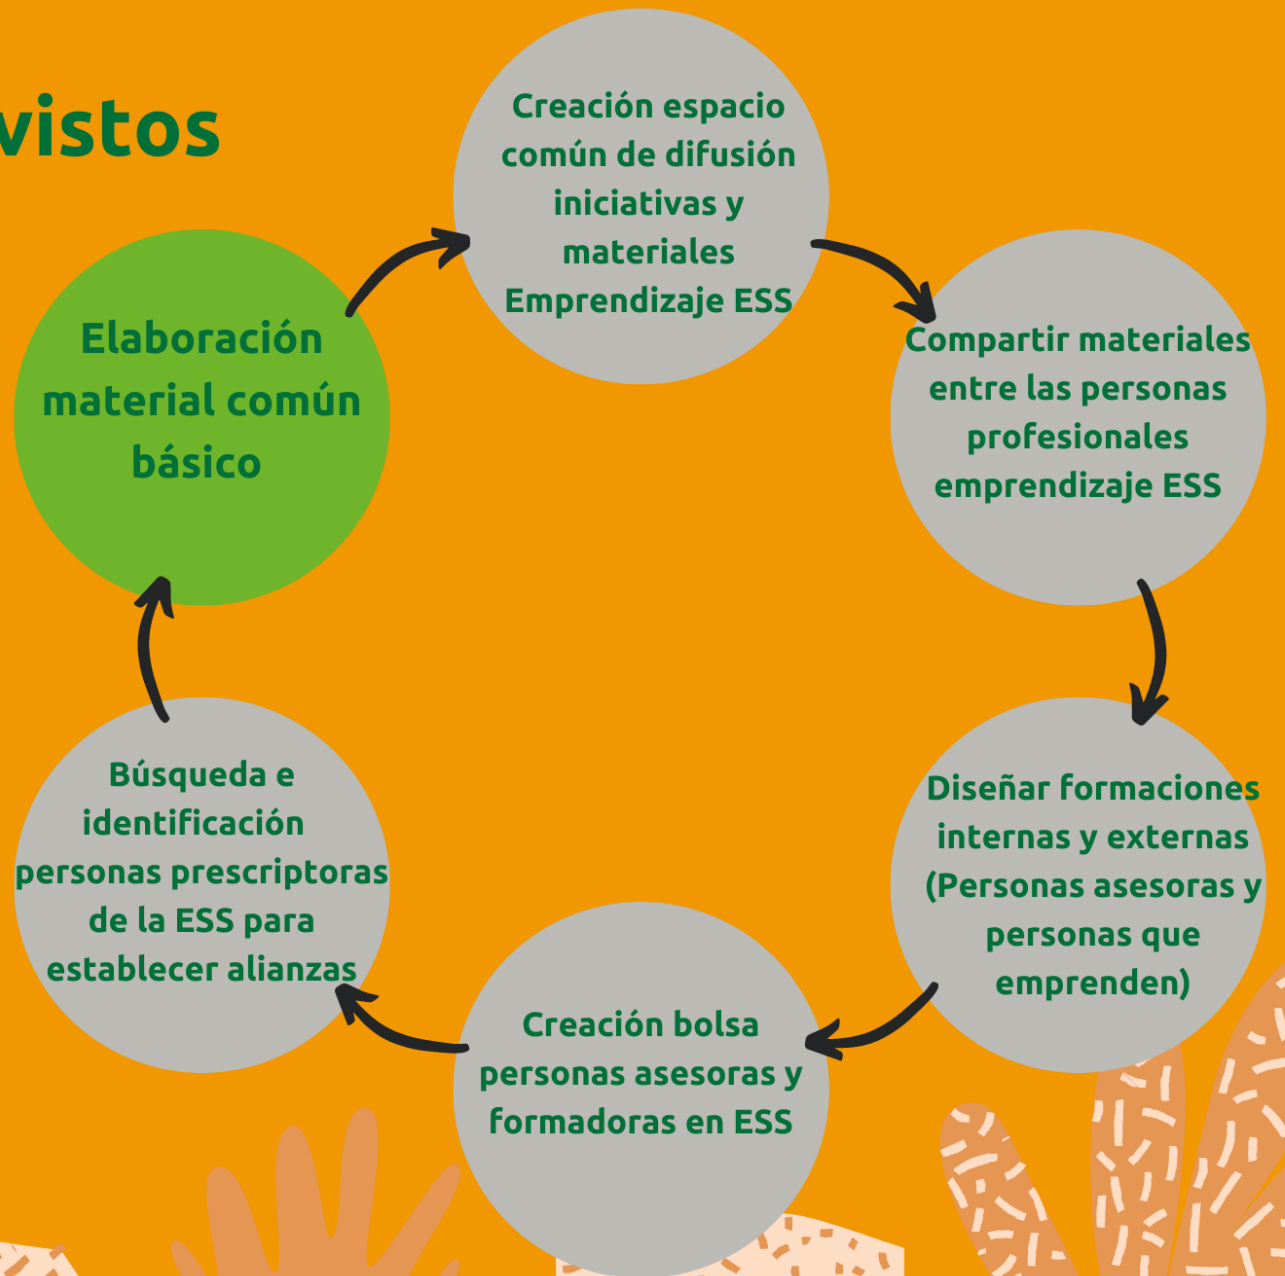 vistos
Creación espacio
común de difusión
iniciativas y
materiales
Emprendizaje ESS
Compartir materiales
entre las personas
profesionales
emprendizaje ESS
Diseñar formaciones
internas y externas
(Personas asesoras y
personas que
emprenden)
Creación bolsa
personas asesoras y
formadoras en ESS
Búsqueda e
identificación
personas prescriptoras
de la ESS para
establecer alianzas
Elaboración
material común
básico